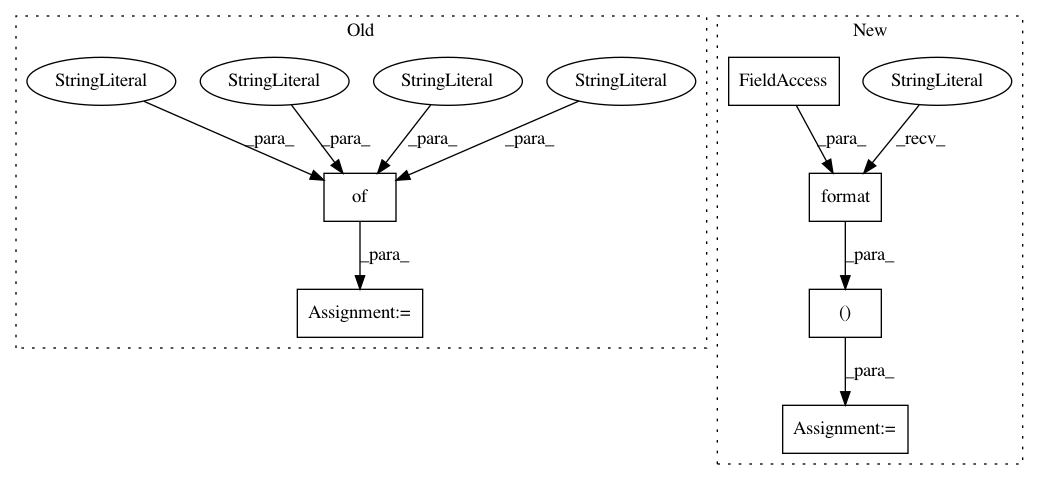 Old
New
StringLiteral
StringLiteral
StringLiteral
StringLiteral
FieldAccess
StringLiteral
_para_
_para_
_para_
_para_
_para_
_recv_
of
format
_para_
_para_
Assignment:=
()
_para_
Assignment:=